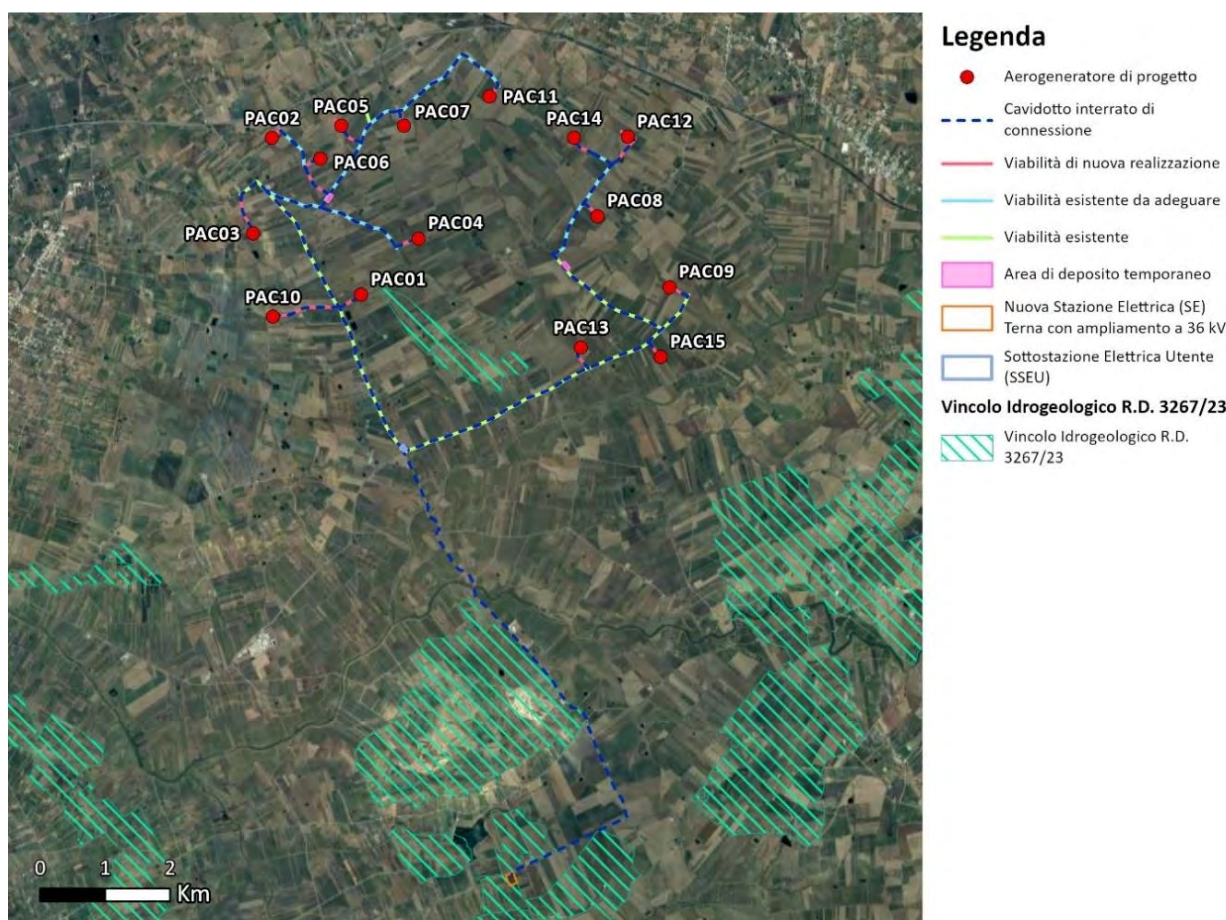 PAC11
PAC05
PAC02
PAC07
PAC14
PAC12
PAC06
PAC08
PAC04
PAC03
PAC09
PAC01
PAC10
PAC13
PAC15
0 1 2
Km
Legenda
Aerogeneratore di progetto
Cavidotto interrato di
connessione
Viabilità di nuova realizzazione
Viabilità esistente da adeguare
Viabilità esistente
Area di deposito temporaneo
Nuova Stazione Elettrica (SE)
Terna con ampliamento a 36 kV
Sottostazione Elettrica Utente
(SSEU)
Vincolo Idrogeologico R.D. 3267/23
Vincolo Idrogeologico R.D.
3267/23